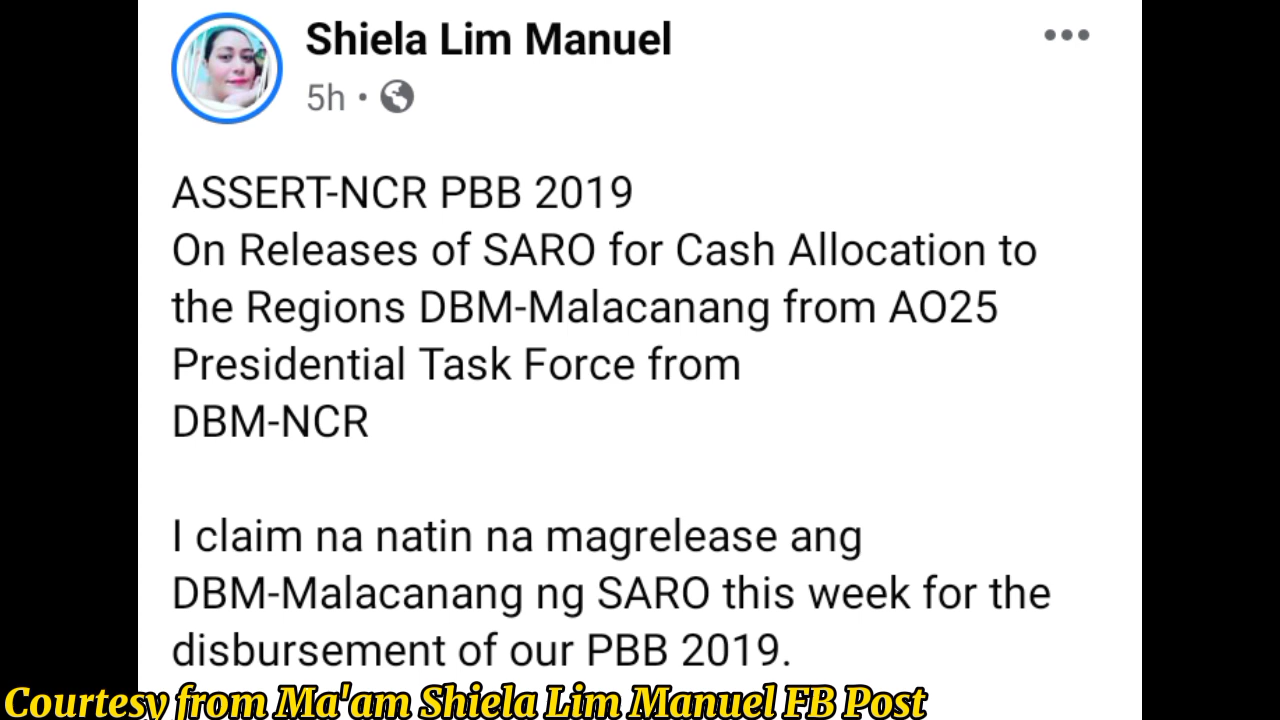 Shiela Lim Manuel
5h •
ASSERT-NCR PBB 2019
On Releases of SARO for Cash Allocation to
the Regions DBM-Malacanang from AO25
Presidential Task Force from
DBM-NCR
I claim na natin na magrelease ang
DBM-Malacanang ng SARO this week for the
disbursement of our PBB 2019.
Courtesy from Ma'am Shiela Lim Manuel FB Post